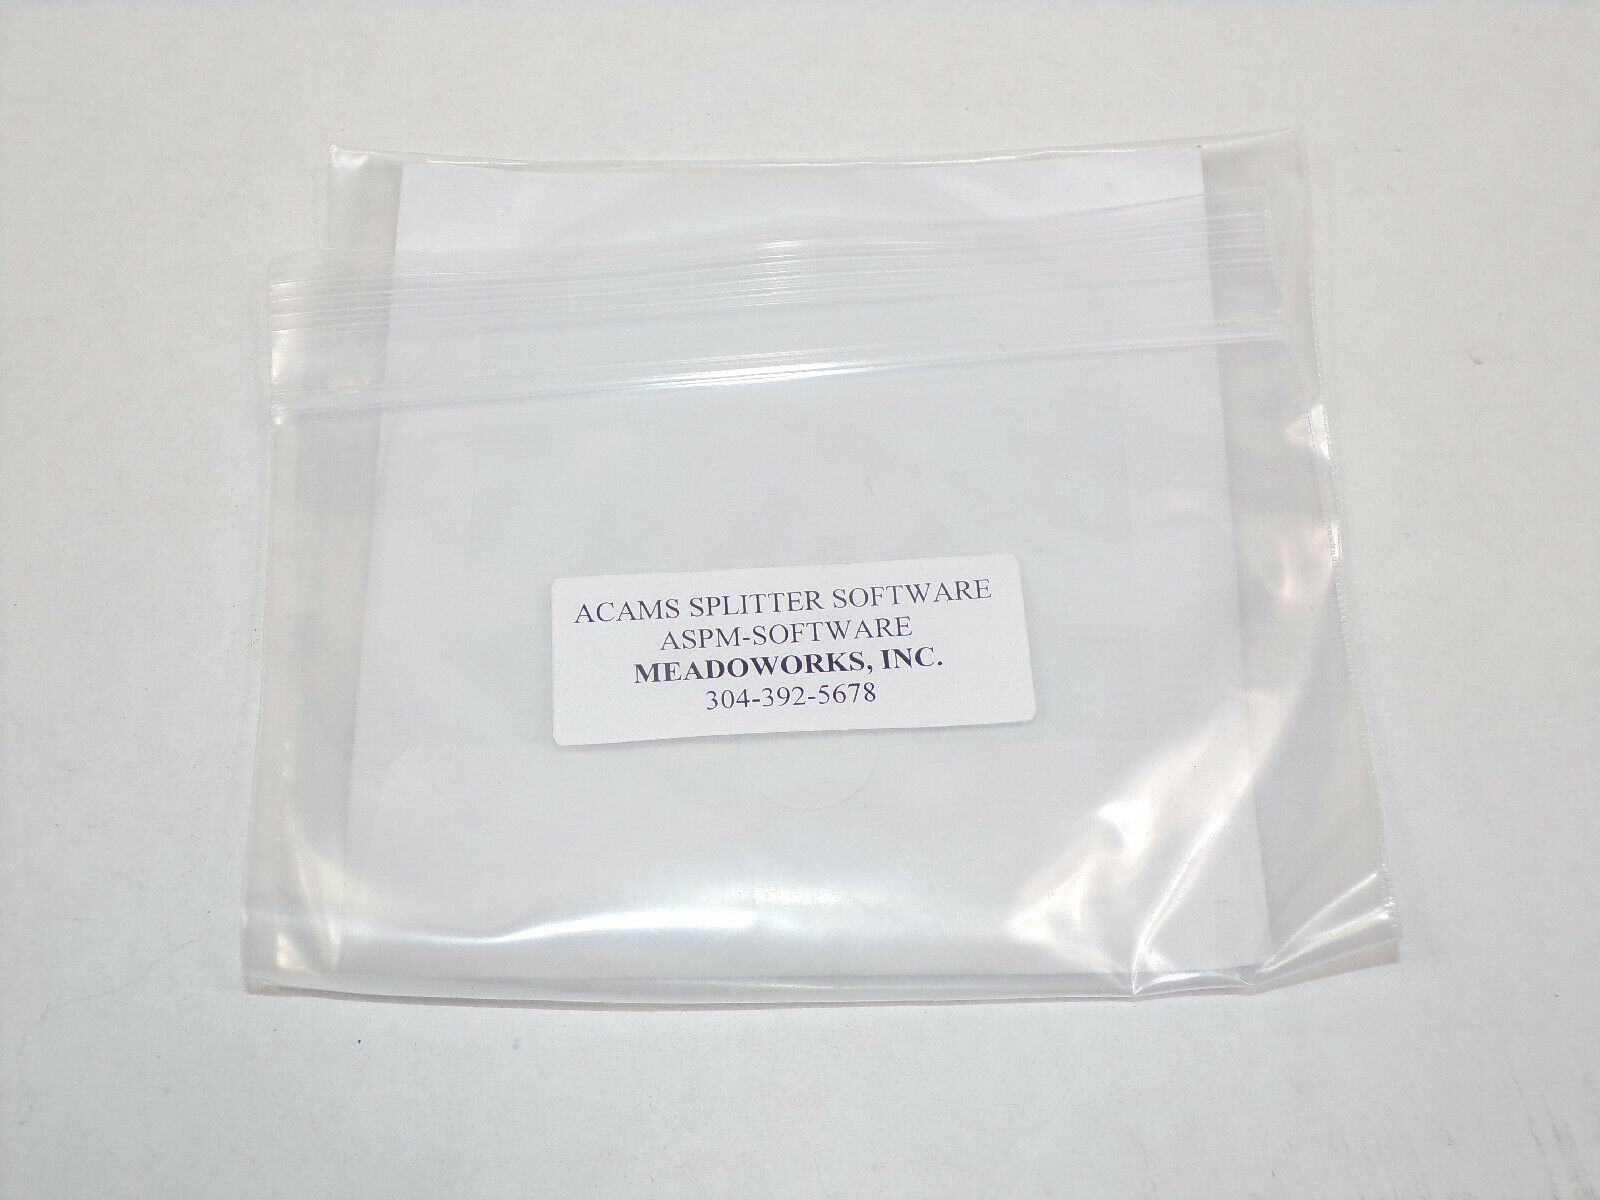 ACAMS SPLITTER SOFTWARE
ASPM-SOFTWARE
MEADOWORKS, INC.
304-392-5678